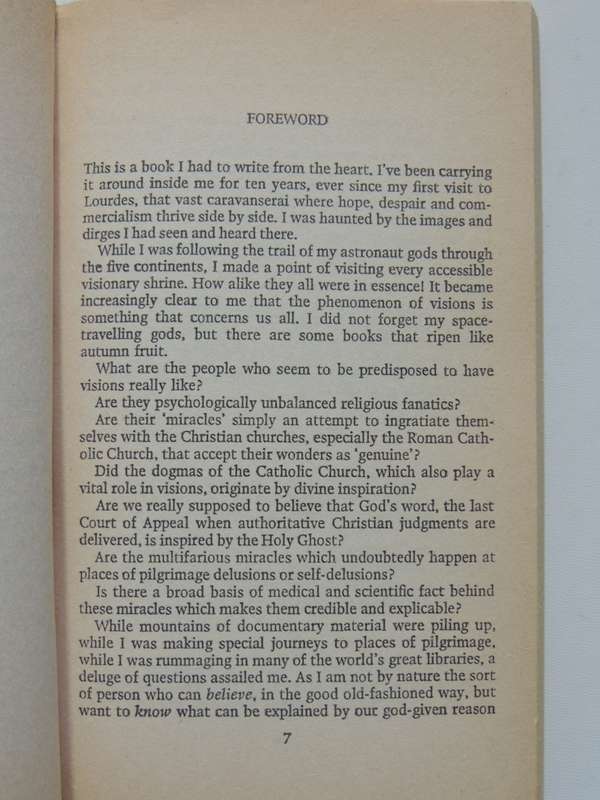 FOREWORD
This is a book I had to write from the heart. I've been carrying
it around inside me for ten years, ever since my first visit to
Lourdes, that vast caravanserai where hope, despair and com-
mercialism thrive side by side. I was haunted by the images and
dirges I had seen and heard there.
While I was following the trail of my astronaut gods through
the five continents, I made a point of visiting every accessible
visionary shrine. How alike they all were in essence! It became
increasingly clear to me that the phenomenon of visions is
something that concerns us all. I did not forget my space-
travelling gods, but there are some books that ripen like
autumn fruit.
What are the people who seem to be predisposed to have
visions really like?
Are they psychologically unbalanced religious fanatics?
Are their 'miracles' simply an attempt to ingratiate them-
selves with the Christian churches, especially the Roman Cath-
olic Church, that accept their wonders as 'genuine'?
Did the dogmas of the Catholic Church, which also play a
vital role in visions, originate by divine inspiration?
Are we really supposed to believe that God's word, the last
Court of Appeal when authoritative Christian judgments are
delivered, is inspired by the Holy Ghost?
Are the multifarious miracles which undoubtedly happen at
places of pilgrimage delusions or self-delusions?
Is there a broad basis of medical and scientific fact behind
these miracles which makes them credible and explicable?
While mountains of documentary material were piling up,
while I was making special journeys to places of pilgrimage,
while I was rummaging in many of the world's great libraries, a
deluge of questions assailed me. As I am not by nature the sort
of person who can believe, in the good old-fashioned way, but
want to know what can be explained by our god-given reason
7